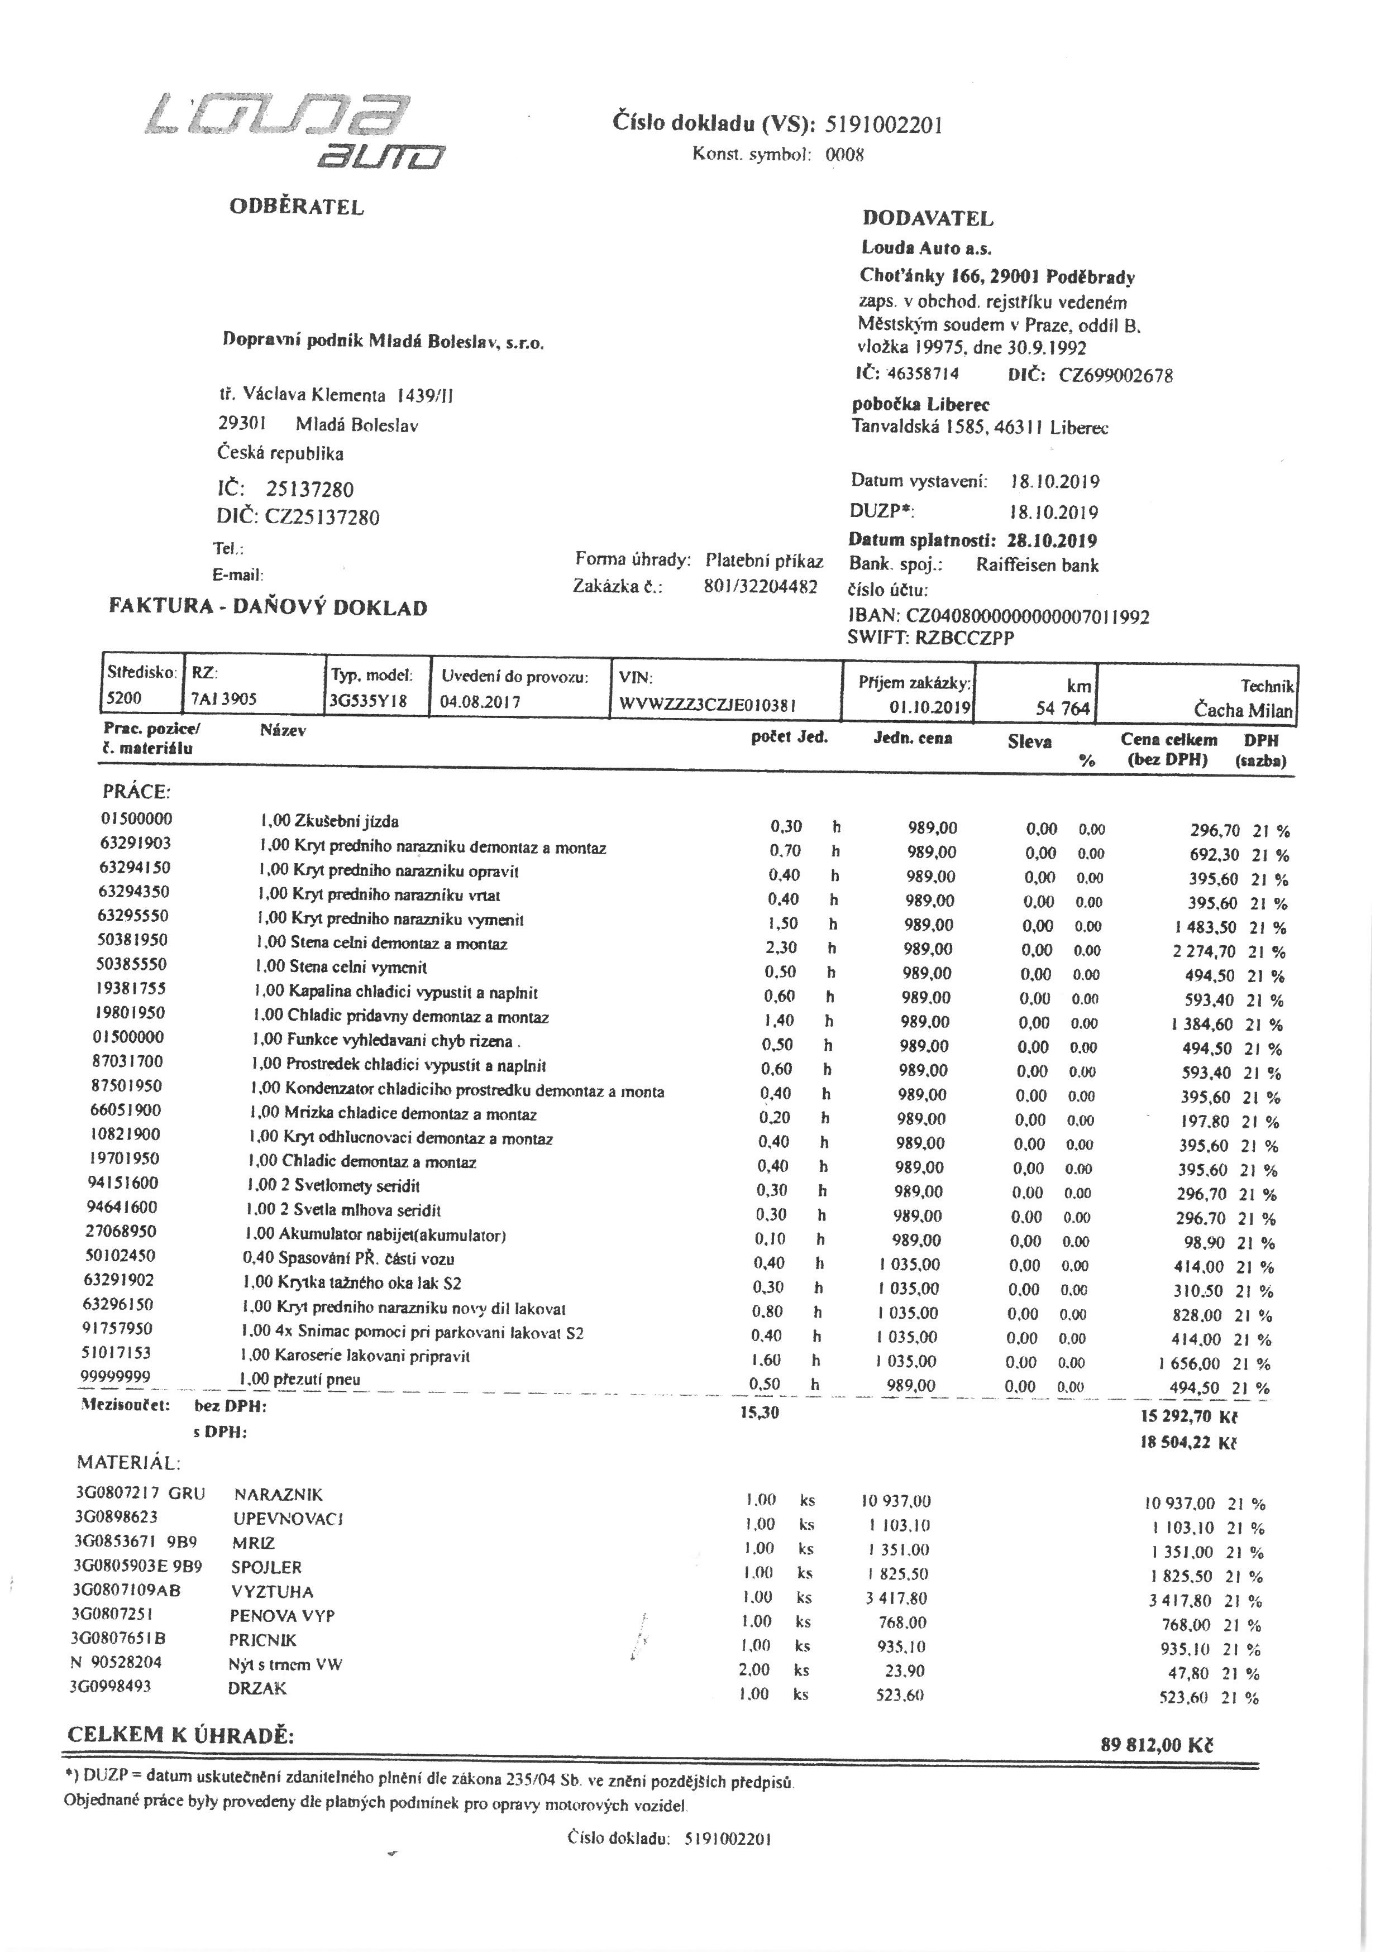 Louda
auto
Číslo dokladu (VS): 5191002201
Konst. symbol: 0008
ODBĚRATEL
DODAVATEL
Louda Auto a.s.
Choťánky 166, 29001 Poděbrady
zaps. v obchod. rejstříku vedeném
Městským soudem v Praze, oddíl B,
vložka 19975, dne 30.9.1992
IČ: 46358714 DIČ: CZ699002678
pobočka Liberec
Tanvaldská 1585, 46311 Liberec
Dopravní podnik Mladá Boleslav, s.r.o.
tř. Václava Klementa 1439/II
29301 Mladá Boleslav
Česká republika
IČ: 25137280
DIČ: CZ25137280
Tel.:
E-mail:
Datum vystavení: 18.10.2019
DUZP*: 18.10.2019
Datum splatnosti: 28.10.2019
Forma úhrady: Platební příkaz
Bank. spoj.: Raiffeisen bank
Zakázka č.: 801/32204482
číslo účtu:
IBAN: CZ0408000000000007011992
SWIFT: RZBCCZPP
FAKTURA - DAŇOVÝ DOKLAD
Středisko: RZ: Typ, model: Uvedení do provozu: VIN: Příjem zakázky: km Technik
5200 7AI 3905 3G535Y18 04.08.2017 WVWZZZ3CZJE010381 01.10.2019 54 764 Čacha Milan
Prac. pozice/ Název počet Jed. Jedn. cena Sleva Cena celkem DPH
č. materiálu % (bez DPH) (sazba)
PRÁCE:
01500000 1,00 Zkušební jízda 0,30 h 989,00 0,00 0,00 296,70 21 %
63291903 1,00 Kryt predniho narazniku demontaz a montaz 0,70 h 989,00 0,00 0,00 692,30 21 %
63294150 1,00 Kryt predniho narazniku opravit 0,40 h 989,00 0,00 0,00 395,60 21 %
63294350 1,00 Kryt predniho narazniku vrtat 0,40 h 989,00 0,00 0,00 395,60 21 %
63295550 1,00 Kryt predniho narazniku vymenit 1,50 h 989,00 0,00 0,00 1 483,50 21 %
50381950 1,00 Stena celni demontaz a montaz 2,30 h 989,00 0,00 0,00 2 274,70 21 %
50385550 1,00 Stena celni vymenit 0,50 h 989,00 0,00 0,00 494,50 21 %
19381755 1,00 Kapalina chladici vypustit a naplnit 0,60 h 989,00 0,00 0,00 593,40 21 %
19801950 1,00 Chladic pridavny demontaz a montaz 1,40 h 989,00 0,00 0,00 1 384,60 21 %
01500000 1,00 Funkce vyhledavani chyb rizena . 0,50 h 989,00 0,00 0,00 494,50 21 %
87031700 1,00 Prostredek chladici vypustit a naplnit 0,60 h 989,00 0,00 0,00 593,40 21 %
87501950 1,00 Kondenzator chladiciho prostredku demontaz a monta 0,40 h 989,00 0,00 0,00 395,60 21 %
66051900 1,00 Mrizka chladice demontaz a montaz 0,20 h 989,00 0,00 0,00 197,80 21 %
10821900 1,00 Kryt odhlucnovaci demontaz a montaz 0,40 h 989,00 0,00 0,00 395,60 21 %
19701950 1,00 Chladic demontaz a montaz 0,40 h 989,00 0,00 0,00 395,60 21 %
94151600 1,00 2 Svetlomety seridit 0,30 h 989,00 0,00 0,00 296,70 21 %
94641600 1,00 2 Svetla mlhova seridit 0,30 h 989,00 0,00 0,00 296,70 21 %
27068950 1,00 Akumulator nabijet(akumulator) 0,10 h 989,00 0,00 0,00 98,90 21 %
50102450 0,40 Spasování PŘ. části vozu 0,40 h 1 035,00 0,00 0,00 414,00 21 %
63291902 1,00 Krytka tažného oka lak S2 0,30 h 1 035,00 0,00 0,00 310,50 21 %
63296150 1,00 Kryt predniho narazniku novy dil lakovat 0,80 h 1 035,00 0,00 0,00 828,00 21 %
91757950 1,00 4x Snimac pomoci pri parkovani lakovat S2 0,40 h 1 035,00 0,00 0,00 414,00 21 %
51017153 1,00 Karoserie lakovani pripravit 1,60 h 1 035,00 0,00 0,00 1 656,00 21 %
99999999 1,00 přezutí pneu 0,50 h 989,00 0,00 0,00 494,50 21 %
Mezisoučet: bez DPH: 15,30 15 292,70 Kč
s DPH: 18 504,22 Kč
MATERIÁL:
3G0807217 GRU NARAZNIK 1,00 ks 10 937,00 10 937,00 21 %
3G0898623 UPEVNOVACI 1,00 ks 1 103,10 1 103,10 21 %
3G0853671 9B9 MRIZ 1,00 ks 1 351,00 1 351,00 21 %
3G0805903E 9B9 SPOJLER 1,00 ks 1 825,50 1 825,50 21 %
3G0807109AB VYZTUHA 1,00 ks 3 417,80 3 417,80 21 %
3G0807251 PENOVA VYP 1,00 ks 768,00 768,00 21 %
3G0807651B PRICNIK 1,00 ks 935,10 935,10 21 %
N 90528204 Nýt s trnem VW 2,00 ks 23,90 47,80 21 %
3G0998493 DRZAK 1,00 ks 523,60 523,60 21 %
CELKEM K ÚHRADĚ: 89 812,00 Kč
*) DUZP = datum uskutečnění zdanitelného plnění dle zákona 235/04 Sb. ve znění pozdějších předpisů.
Objednané práce byly provedeny dle platných podmínek pro opravy motorových vozidel.
Číslo dokladu: 5191002201